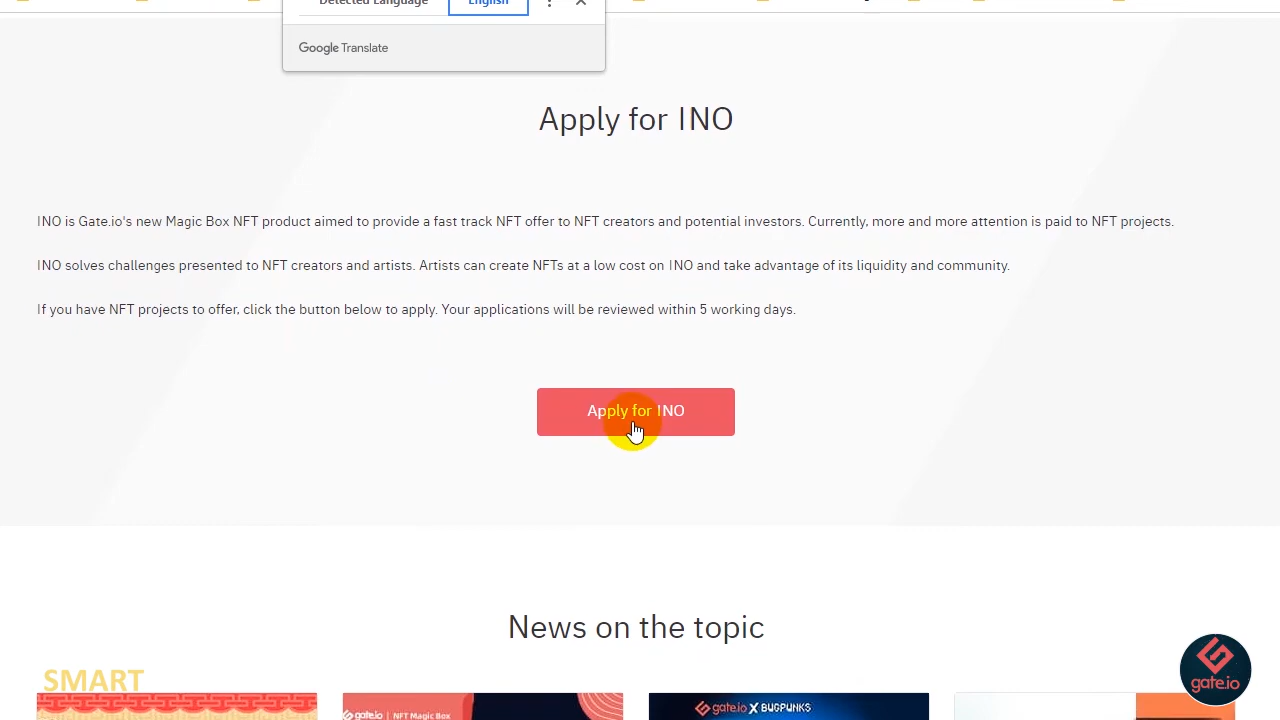 Detected Language English
Google Translate
Apply for INO
INO is Gate.io's new Magic Box NFT product aimed to provide a fast track NFT offer to NFT creators and potential investors. Currently, more and more attention is paid to NFT projects.
INO solves challenges presented to NFT creators and artists. Artists can create NFTs at a low cost on INO and take advantage of its liquidity and community.
If you have NFT projects to offer, click the button below to apply. Your applications will be reviewed within 5 working days.
Apply for INO
News on the topic
SMART
gate.io | NFT Magic Box
gate.io X BUGPUNKS
gate.io